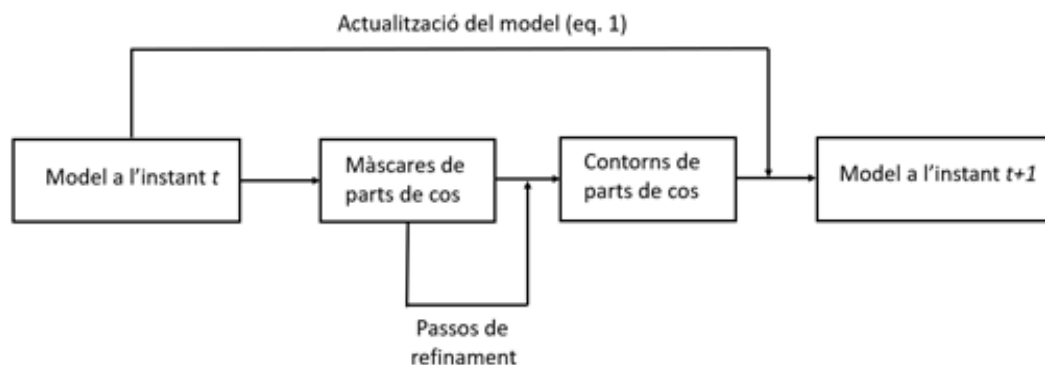 Actualització del model (eq. 1)
Model a l'instant t
Màscares de
parts de cos
Contorns de
parts de cos
Model a l'instant t+1
Passos de
refinament